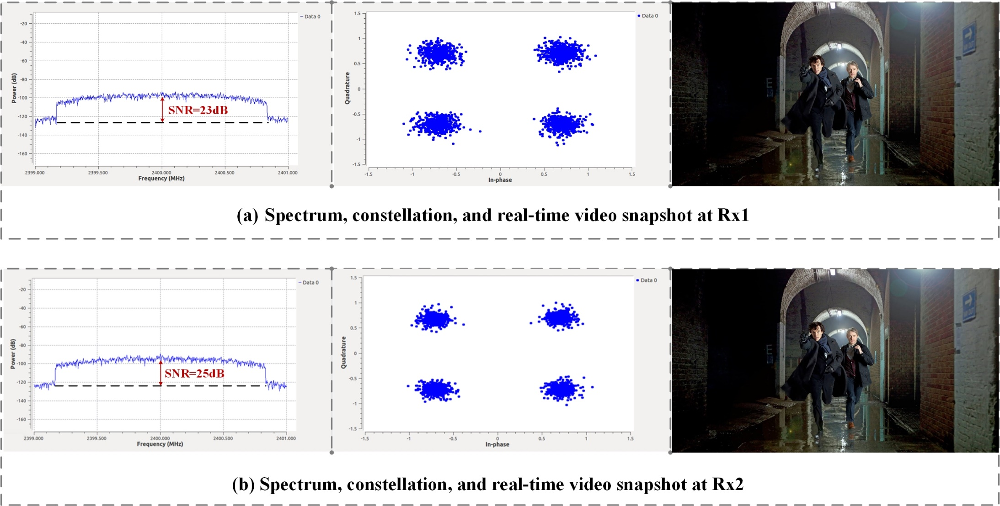 Data 0
-20
-40
-60
-80
-100
-120
-140
-160
Power (dB)
SNR=23dB
2399.000 2399.500 2400.000 2400.500 2401.000
Frequency (MHz)
Data 0
1.5
1
0.5
0
-0.5
-1
-1.5
Quadrature
-1.5 -1 -0.5 0 0.5 1 1.5
In-phase
(a) Spectrum, constellation, and real-time video snapshot at Rx1
Data 0
-20
-40
-60
-80
-100
-120
-140
-160
Power (dB)
SNR=25dB
2399.000 2399.500 2400.000 2400.500 2401.000
Frequency (MHz)
Data 0
1.5
1
0.5
0
-0.5
-1
-1.5
Quadrature
-1.5 -1 -0.5 0 0.5 1 1.5
In-phase
(b) Spectrum, constellation, and real-time video snapshot at Rx2